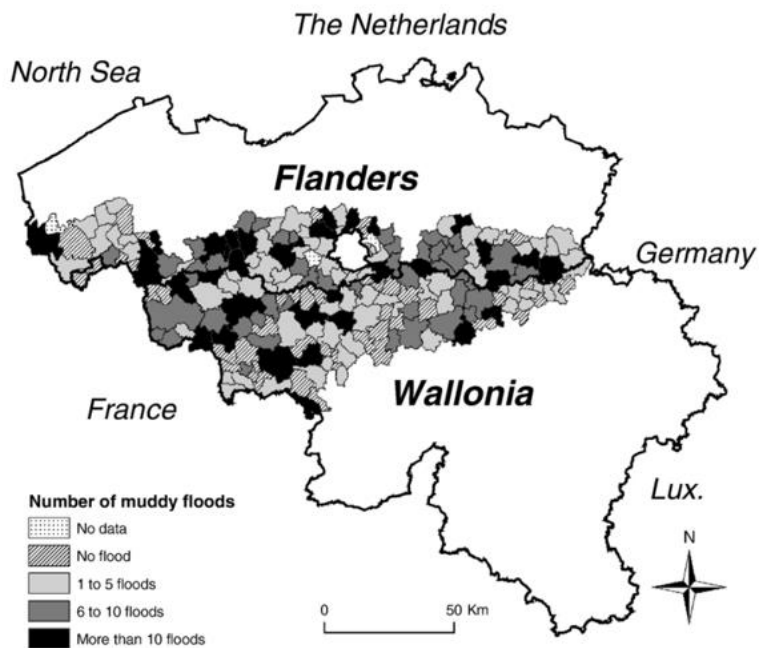 The Netherlands
North Sea
Flanders
Germany
Wallonia
France
Lux.
Number of muddy floods
No data
No flood
1 to 5 floods
6 to 10 floods
More than 10 floods
0 50 Km
N